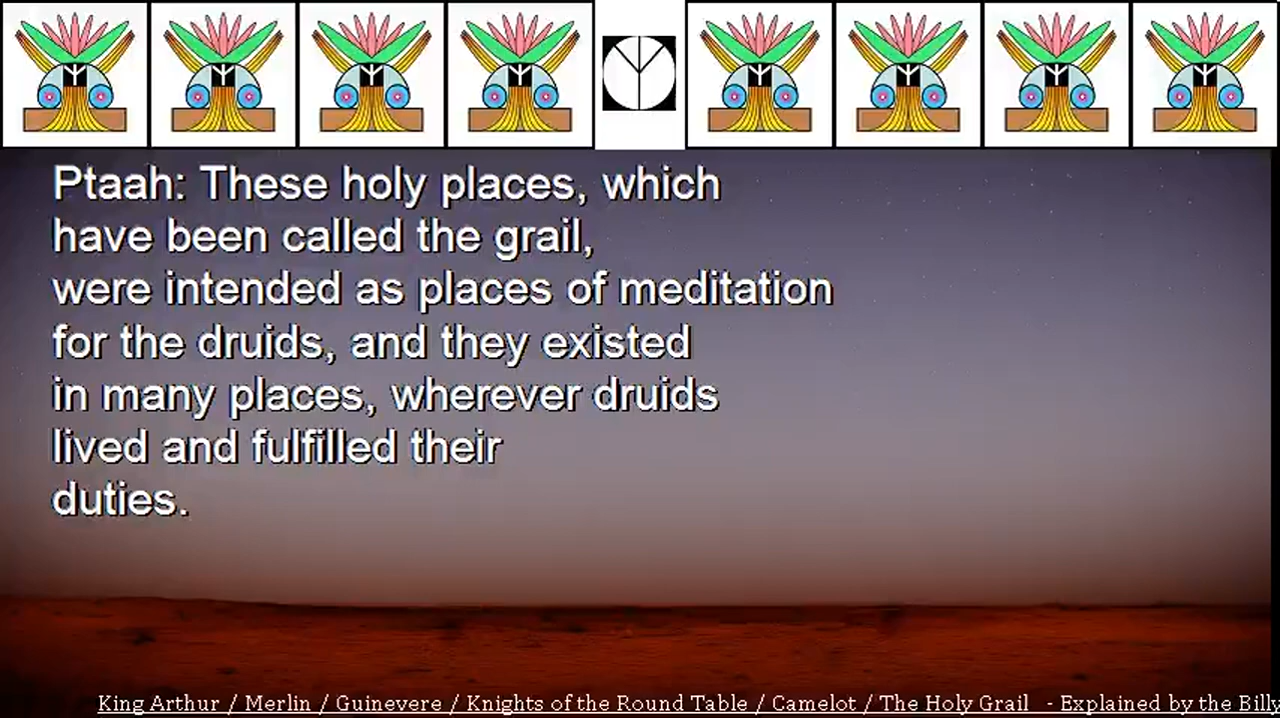 Ptaah: These holy places, which
have been called the grail,
were intended as places of meditation
for the druids, and they existed
in many places, wherever druids
lived and fulfilled their
duties.
King Arthur / Merlin / Guinevere / Knights of the Round Table / Camelot / The Holy Grail - Explained by the Billy